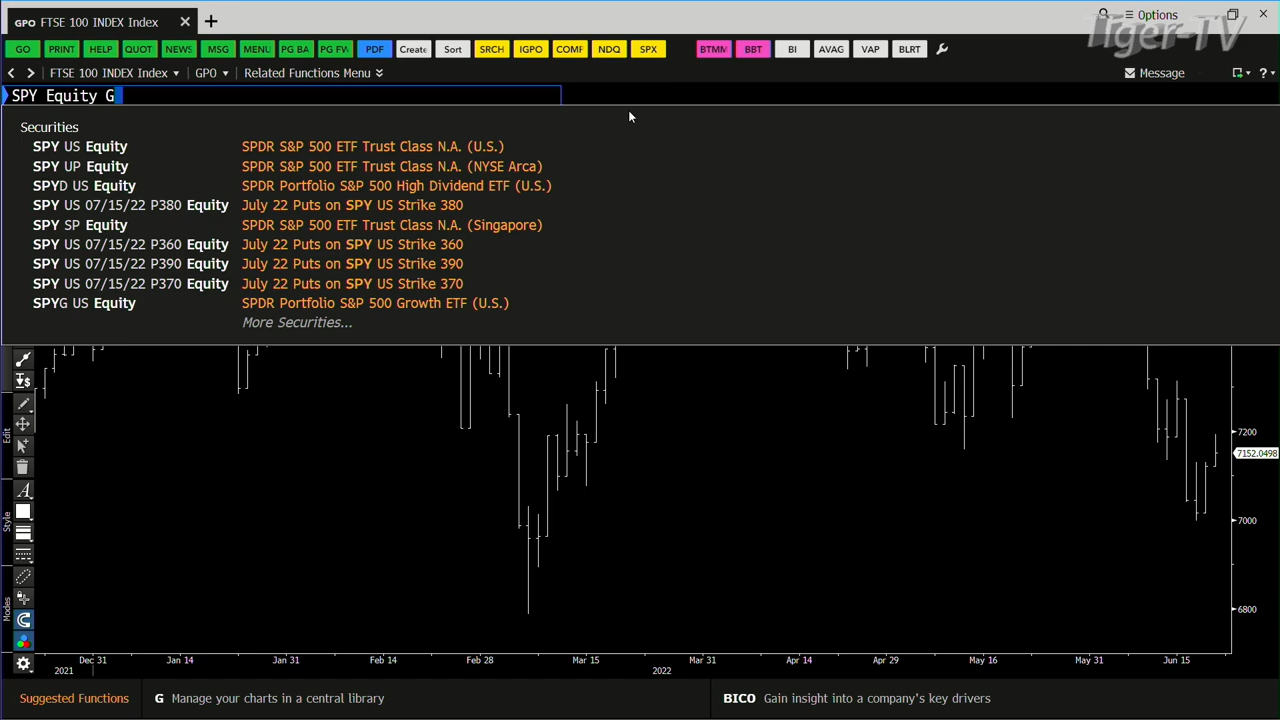 GPO FTSE 100 INDEX Index
Options
Tiger-TV
GO PRINT HELP QUOT NEWS MSG MENU PG BA PG FW PDF Create Sort SRCH IGPO COMF NDQ SPX BTMM BBT BI AVAG VAP BLRT
FTSE 100 INDEX Index GPO Related Functions Menu Message ?
SPY Equity G
Securities
SPY US Equity SPDR S&P 500 ETF Trust Class N.A. (U.S.)
SPY UP Equity SPDR S&P 500 ETF Trust Class N.A. (NYSE Arca)
SPYD US Equity SPDR Portfolio S&P 500 High Dividend ETF (U.S.)
SPY US 07/15/22 P380 Equity July 22 Puts on SPY US Strike 380
SPY SP Equity SPDR S&P 500 ETF Trust Class N.A. (Singapore)
SPY US 07/15/22 P360 Equity July 22 Puts on SPY US Strike 360
SPY US 07/15/22 P390 Equity July 22 Puts on SPY US Strike 390
SPY US 07/15/22 P370 Equity July 22 Puts on SPY US Strike 370
SPYG US Equity SPDR Portfolio S&P 500 Growth ETF (U.S.)
More Securities...
Edit
Style
Modes
7200
7152.0498
7000
6800
Dec 31 Jan 14 Jan 31 Feb 14 Feb 28 Mar 15 Mar 31 Apr 14 Apr 29 May 16 May 31 Jun 15
2021 2022
Suggested Functions G Manage your charts in a central library BICO Gain insight into a company's key drivers